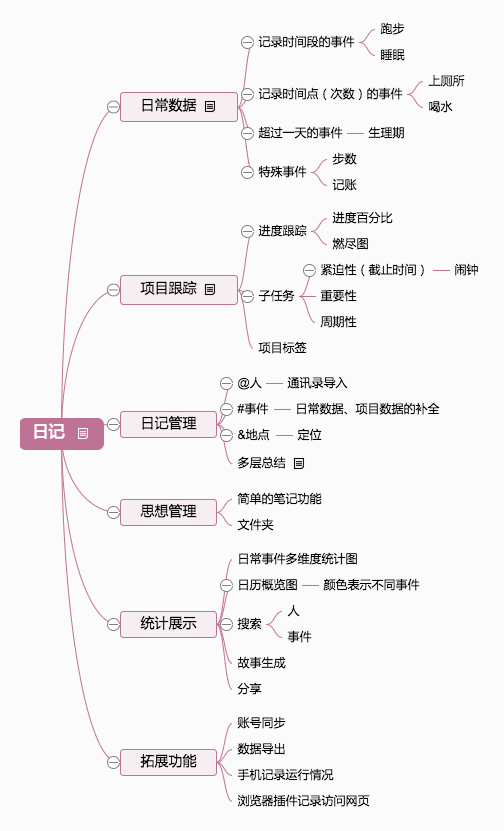 日记
日常数据
记录时间段的事件
跑步
睡眠
记录时间点（次数）的事件
上厕所
喝水
超过一天的事件
生理期
特殊事件
步数
记账
项目跟踪
进度跟踪
进度百分比
燃尽图
子任务
紧迫性（截止时间）
闹钟
重要性
周期性
项目标签
日记管理
@人
通讯录导入
#事件
日常数据、项目数据的补全
&地点
定位
多层总结
思想管理
简单的笔记功能
文件夹
统计展示
日常事件多维度统计图
日历概览图
颜色表示不同事件
搜索
人
事件
故事生成
分享
拓展功能
账号同步
数据导出
手机记录运行情况
浏览器插件记录访问网页